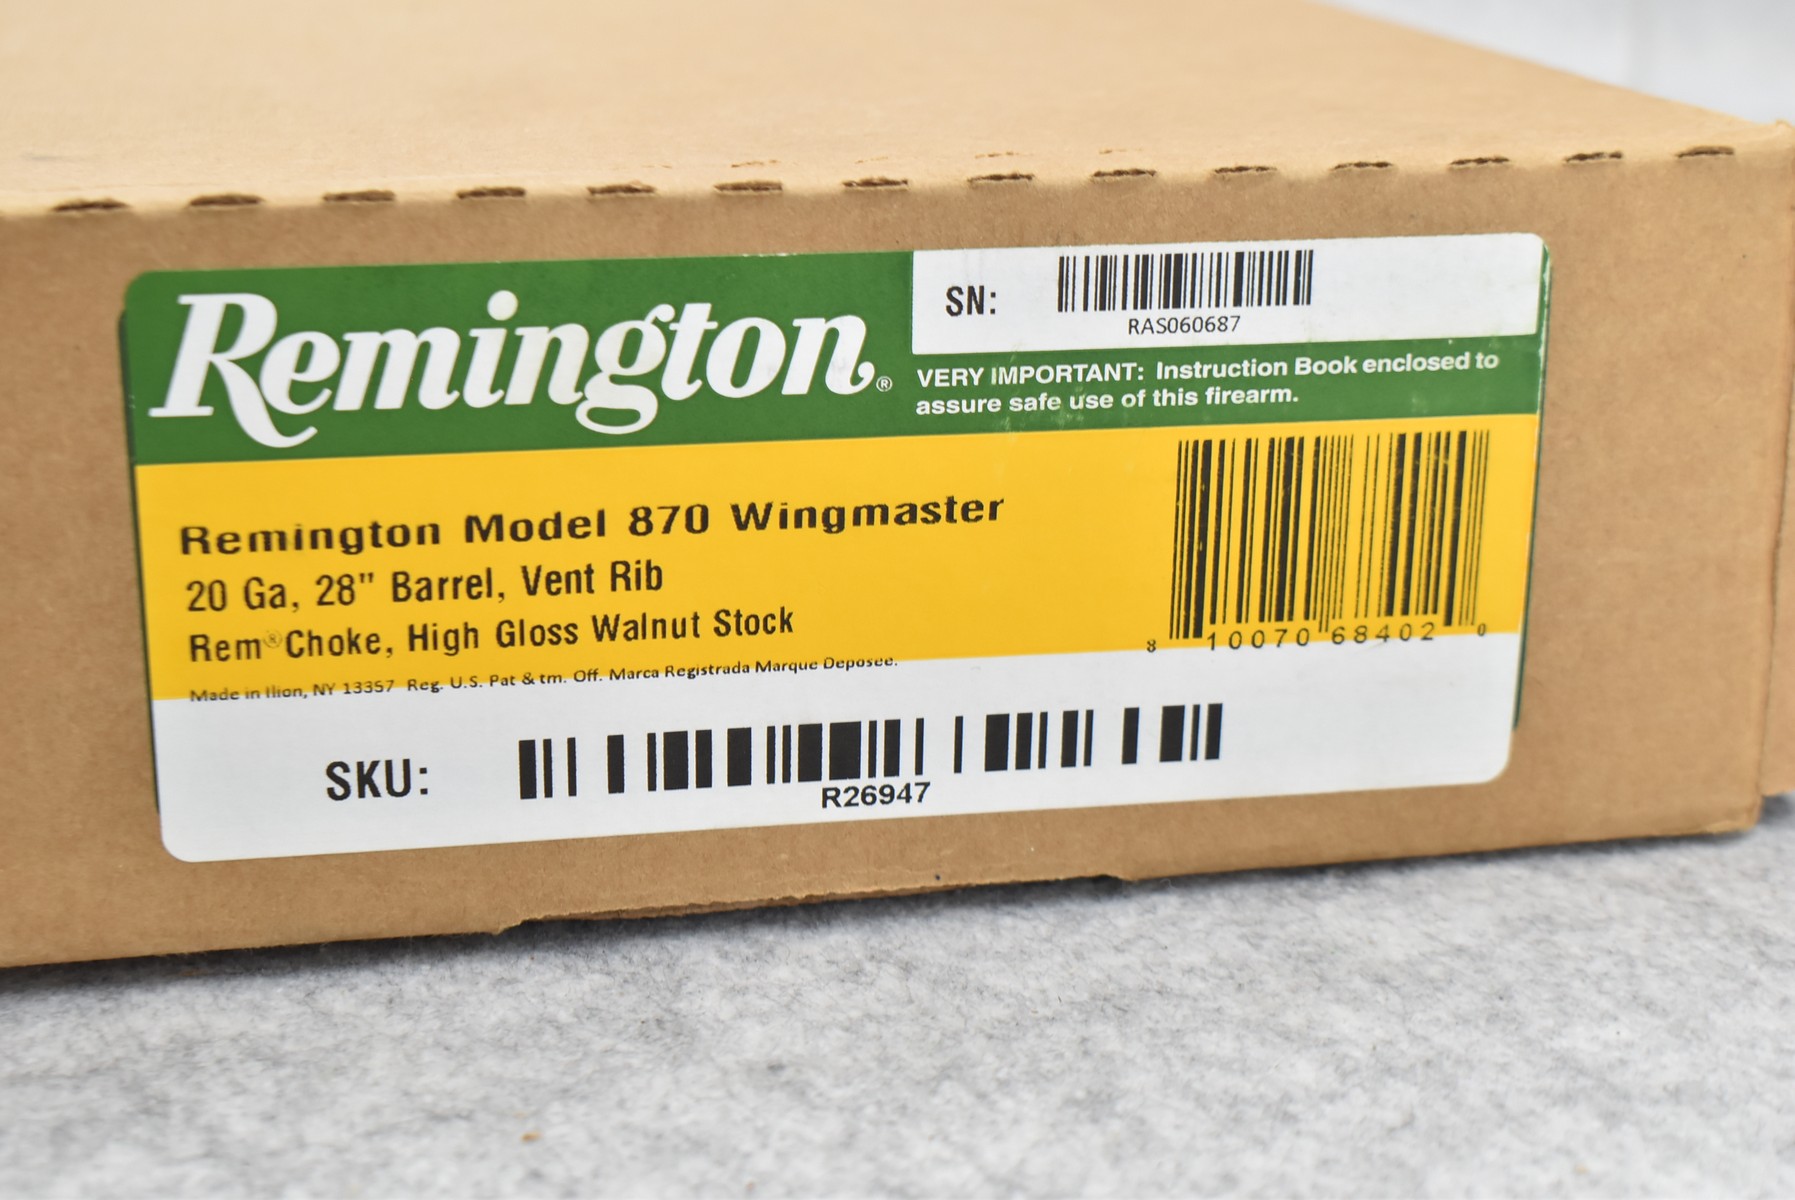 Remington®
SN:
RAS060687
VERY IMPORTANT: Instruction Book enclosed to
assure safe use of this firearm.
Remington Model 870 Wingmaster
20 Ga, 28" Barrel, Vent Rib
Rem® Choke, High Gloss Walnut Stock
Made in Ilion, NY 13357 Reg. U.S. Pat & tm. Off. Marca Registrada Marque Deposee.
8 10070 68402 0
SKU:
R26947